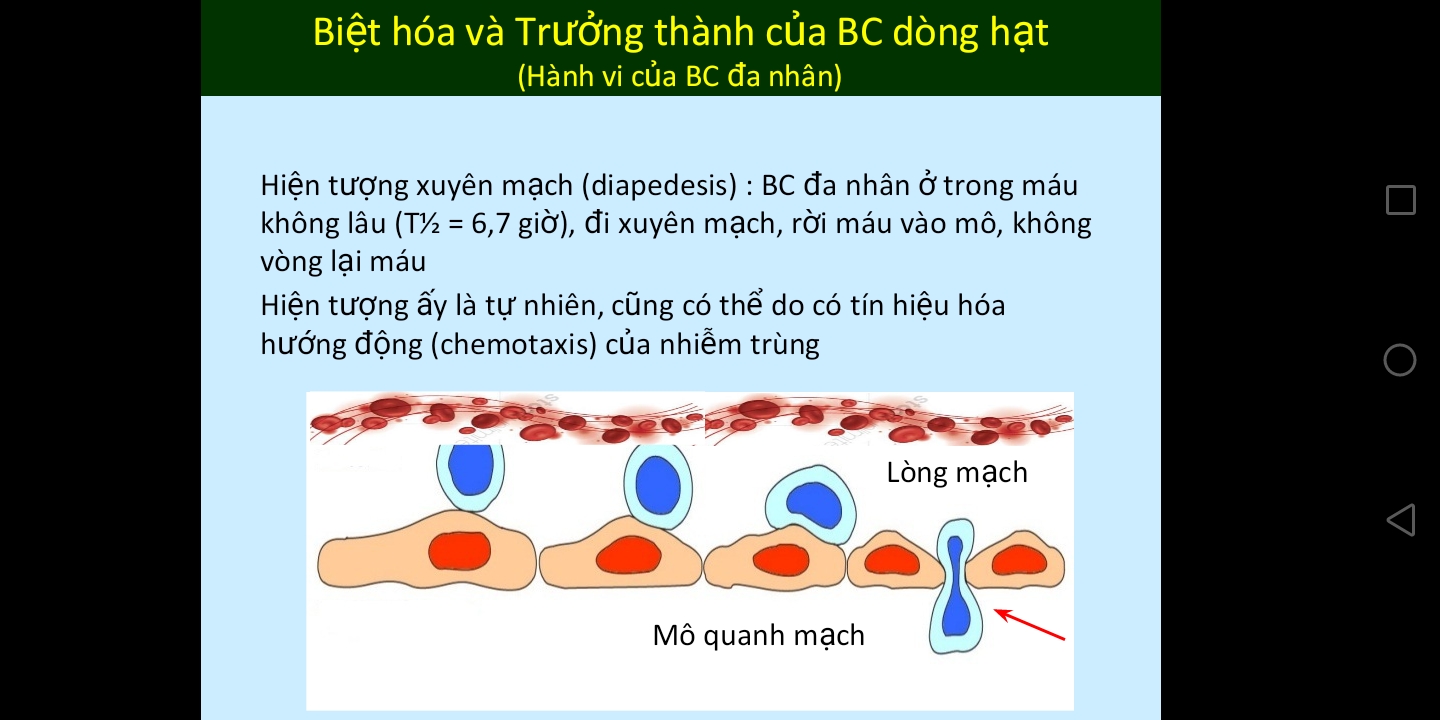 Biệt hóa và Trưởng thành của BC dòng hạt
(Hành vi của BC đa nhân)
Hiện tượng xuyên mạch (diapedesis) : BC đa nhân ở trong máu
không lâu (T½ = 6,7 giờ), đi xuyên mạch, rời máu vào mô, không
vòng lại máu
Hiện tượng ấy là tự nhiên, cũng có thể do có tín hiệu hóa
hướng động (chemotaxis) của nhiễm trùng
Lòng mạch
Mô quanh mạch